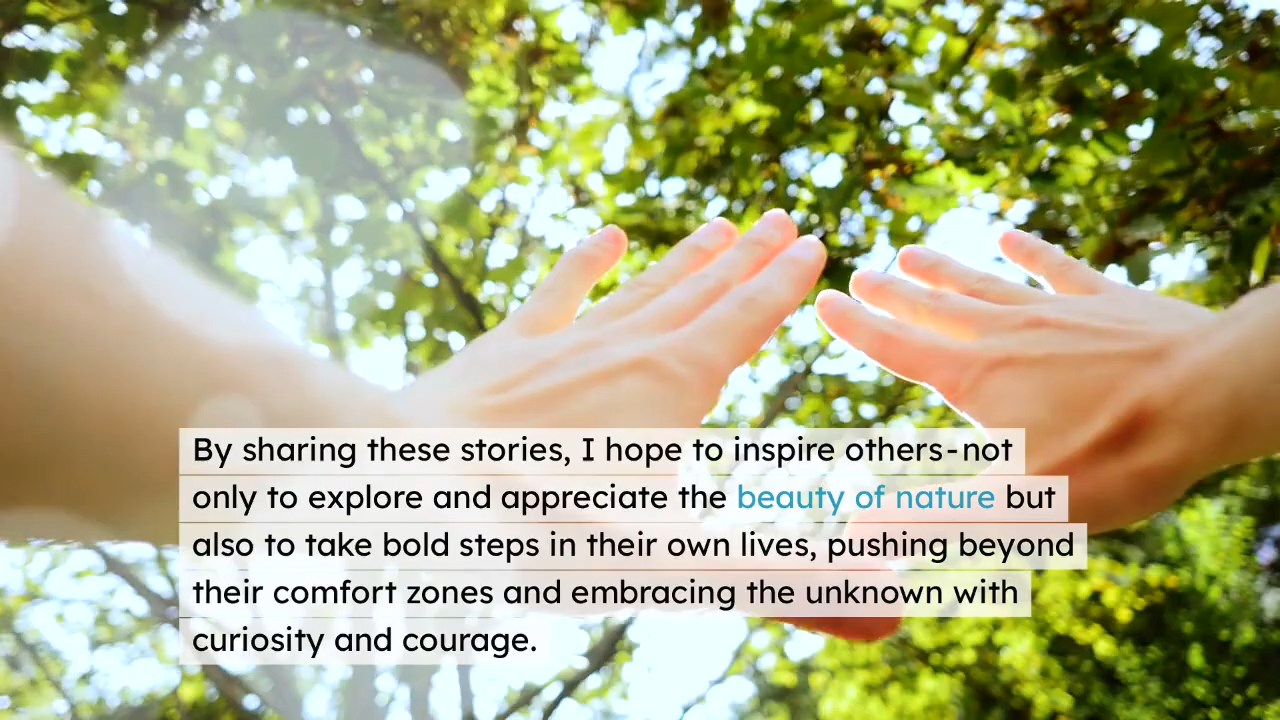 By sharing these stories, I hope to inspire others-not
only to explore and appreciate the beauty of nature but
also to take bold steps in their own lives, pushing beyond
their comfort zones and embracing the unknown with
curiosity and courage.